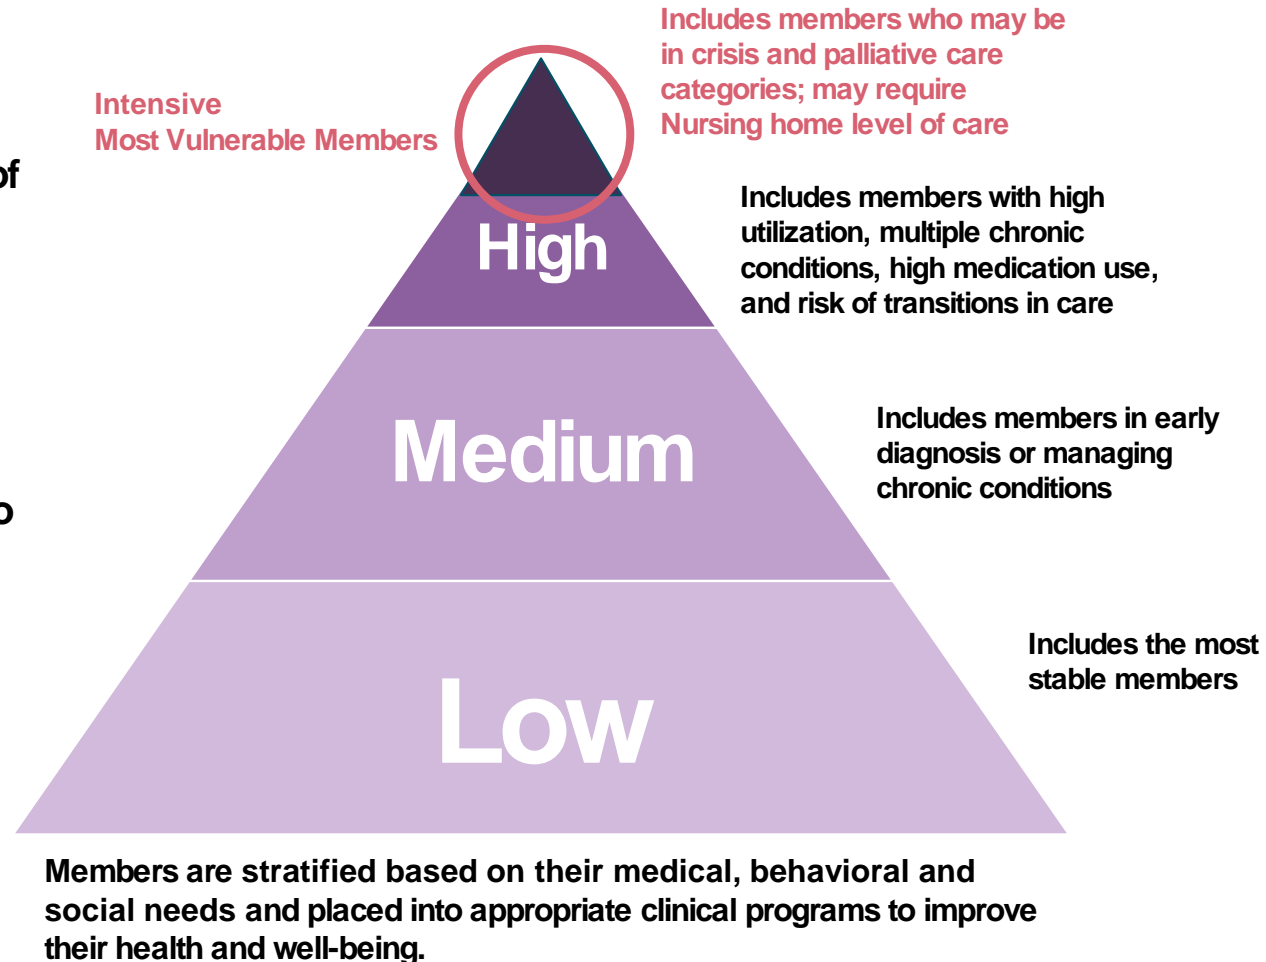 Includes members who may be
in crisis and palliative care
categories; may require
Nursing home level of care
Intensive
Most Vulnerable Members
of
High
Includes members with high
utilization, multiple chronic
conditions, high medication use,
and risk of transitions in care
Medium
Includes members in early
diagnosis or managing
chronic conditions
Low
Includes the most
stable members
Members are stratified based on their medical, behavioral and
social needs and placed into appropriate clinical programs to improve
their health and well-being.